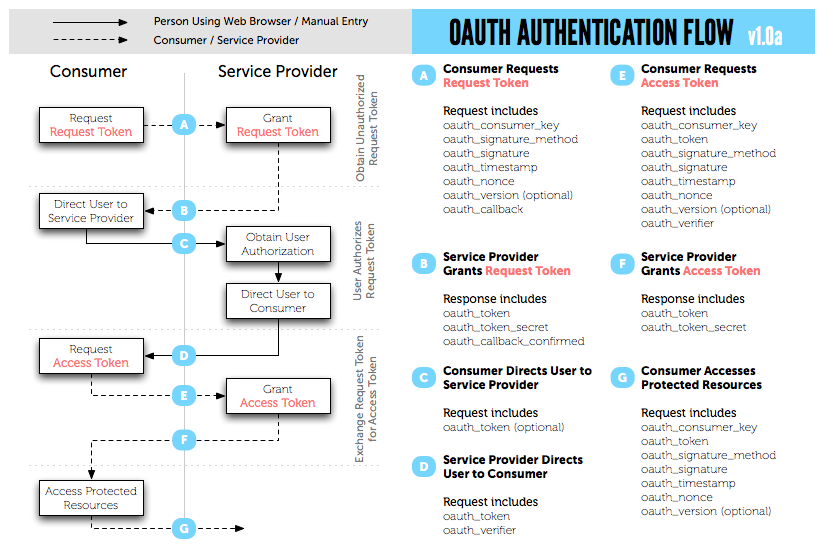 Person Using Web Browser / Manual Entry
Consumer / Service Provider
OAUTH AUTHENTICATION FLOW v1.0a
Consumer
Service Provider
Request
Request Token
A
Grant
Request Token
Obtain Unauthorized
Request Token
Direct User to
Service Provider
B
C
Obtain User
Authorization
Direct User to
Consumer
User Authorizes
Request Token
Request
Access Token
D
E
Grant
Access Token
F
Exchange Request Token
for Access Token
Access Protected
Resources
G
A
Consumer Requests
Request Token
Request includes
oauth_consumer_key
oauth_signature_method
oauth_signature
oauth_timestamp
oauth_nonce
oauth_version (optional)
oauth_callback
B
Service Provider
Grants Request Token
Response includes
oauth_token
oauth_token_secret
oauth_callback_confirmed
C
Consumer Directs User to
Service Provider
Request includes
oauth_token (optional)
D
Service Provider Directs
User to Consumer
Request includes
oauth_token
oauth_verifier
E
Consumer Requests
Access Token
Request includes
oauth_consumer_key
oauth_token
oauth_signature_method
oauth_signature
oauth_timestamp
oauth_nonce
oauth_version (optional)
oauth_verifier
F
Service Provider
Grants Access Token
Response includes
oauth_token
oauth_token_secret
G
Consumer Accesses
Protected Resources
Request includes
oauth_consumer_key
oauth_token
oauth_signature_method
oauth_signature
oauth_timestamp
oauth_nonce
oauth_version (optional)